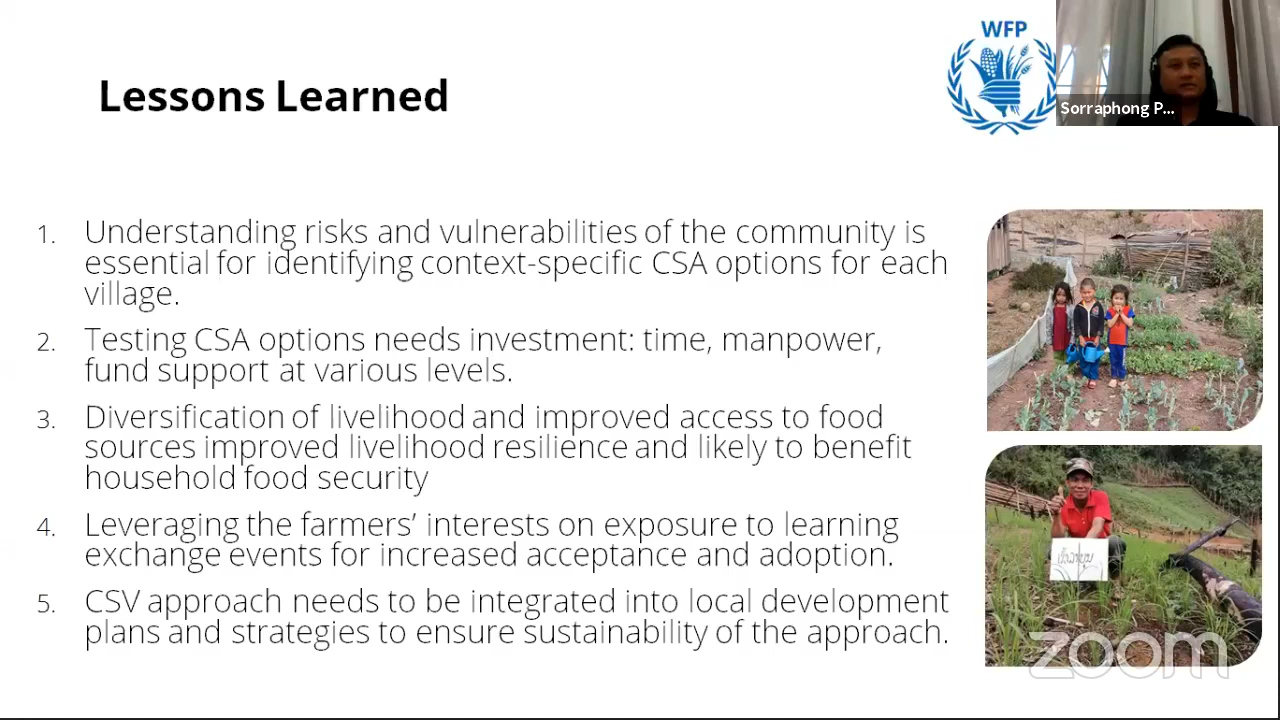 WFP
Sorraphong P...
Lessons Learned
1. Understanding risks and vulnerabilities of the community is
essential for identifying context-specific CSA options for each
village.
2. Testing CSA options needs investment: time, manpower,
fund support at various levels.
3. Diversification of livelihood and improved access to food
sources improved livelihood resilience and likely to benefit
household food security
4. Leveraging the farmers’ interests on exposure to learning
exchange events for increased acceptance and adoption.
5. CSV approach needs to be integrated into local development
plans and strategies to ensure sustainability of the approach.
zoom